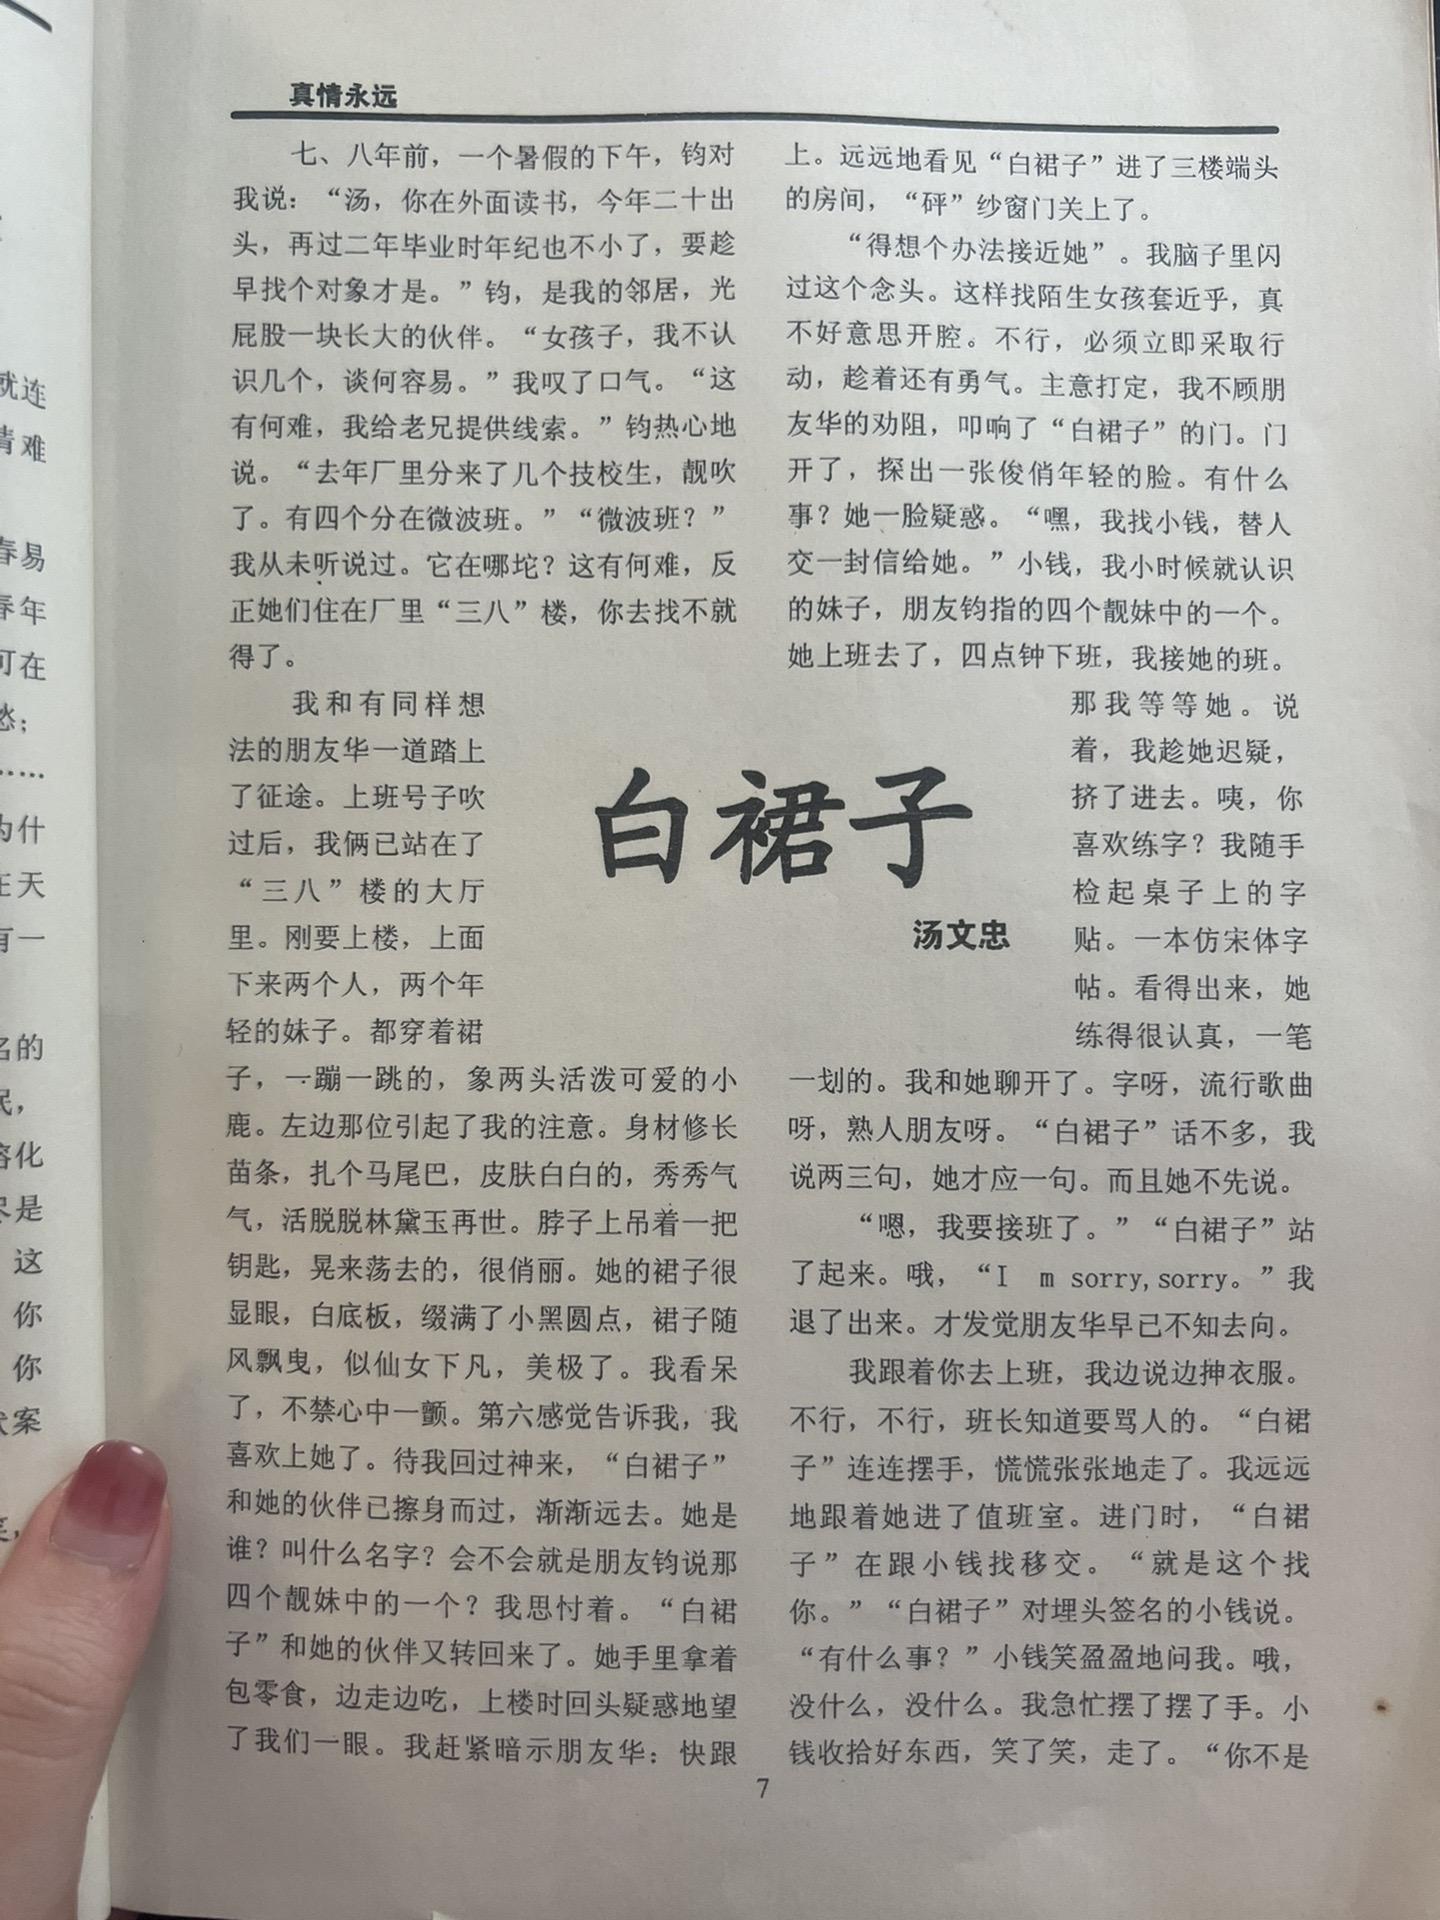 真情永远
七、八年前，一个暑假的下午，钧对
我说：“汤，你在外面读书，今年二十出
头，再过二年毕业时年纪也不小了，要趁
早找个对象才是。”钧，是我的邻居，光
屁股一块长大的伙伴。“女孩子，我不认
识几个，谈何容易。”我叹了口气。“这
有何难，我给老兄提供线索。”钧热心地
说。“去年厂里分来了几个技校生，靓吹
了。有四个分在微波班。”“微波班？”
我从未听说过。它在哪坨？这有何难，反
正她们住在厂里“三八”楼，你去找不就
得了。
我和有同样想
法的朋友华一道踏上
了征途。上班号子吹
过后，我俩已站在了
“三八”楼的大厅
里。刚要上楼，上面
下来两个人，两个年
轻的妹子。都穿着裙
子，一蹦一跳的，象两头活泼可爱的小
鹿。左边那位引起了我的注意。身材修长
苗条，扎个马尾巴，皮肤白白的，秀秀气
气，活脱脱林黛玉再世。脖子上吊着一把
钥匙，晃来荡去的，很俏丽。她的裙子很
显眼，白底板，缀满了小黑圆点，裙子随
风飘曳，似仙女下凡，美极了。我看呆
了，不禁心中一颤。第六感觉告诉我，我
喜欢上她了。待我回过神来，“白裙子”
和她的伙伴已擦身而过，渐渐远去。她是
谁？叫什么名字？会不会就是朋友钧说那
四个靓妹中的一个？我思忖着。“白裙
子”和她的伙伴又转回来了。她手里拿着
包零食，边走边吃，上楼时回头疑惑地望
了我们一眼。我赶紧暗示朋友华：快跟
白裙子
汤文忠
上。远远地看见“白裙子”进了三楼端头
的房间，“砰”纱窗门关上了。
“得想个办法接近她”。我脑子里闪
过这个念头。这样找陌生女孩套近乎，真
不好意思开腔。不行，必须立即采取行
动，趁着还有勇气。主意打定，我不顾朋
友华的劝阻，叩响了“白裙子”的门。门
开了，探出一张俊俏年轻的脸。有什么
事？她一脸疑惑。“嘿，我找小钱，替人
交一封信给她。”小钱，我小时候就认识
的妹子，朋友钧指的四个靓妹中的一个。
她上班去了，四点钟下班，我接她的班。
那我等等她。说
着，我趁她迟疑，
挤了进去。咦，你
喜欢练字？我随手
检起桌子上的字
贴。一本仿宋体字
帖。看得出来，她
练得很认真，一笔
一划的。我和她聊开了。字呀，流行歌曲
呀，熟人朋友呀。“白裙子”话不多，我
说两三句，她才应一句。而且她不先说。
“嗯，我要接班了。”“白裙子”站
了起来。哦，“I m sorry,sorry。”我
退了出来。才发觉朋友华早已不知去向。
我跟着你去上班，我边说边抻衣服。
不行，不行，班长知道要骂人的。“白裙
子”连连摆手，慌慌张张地走了。我远远
地跟着她进了值班室。进门时，“白裙
子”在跟小钱找移交。“就是这个找
你。”“白裙子”对埋头签名的小钱说。
“有什么事？”小钱笑盈盈地问我。哦，
没什么，没什么。我急忙摆了摆了手。小
钱收拾好东西，笑了笑，走了。“你不是
7
就连
情难
春易
春年
可在
愁；
……
为什
在天
有一
名的
民，
溶化
尽是
这
你
你